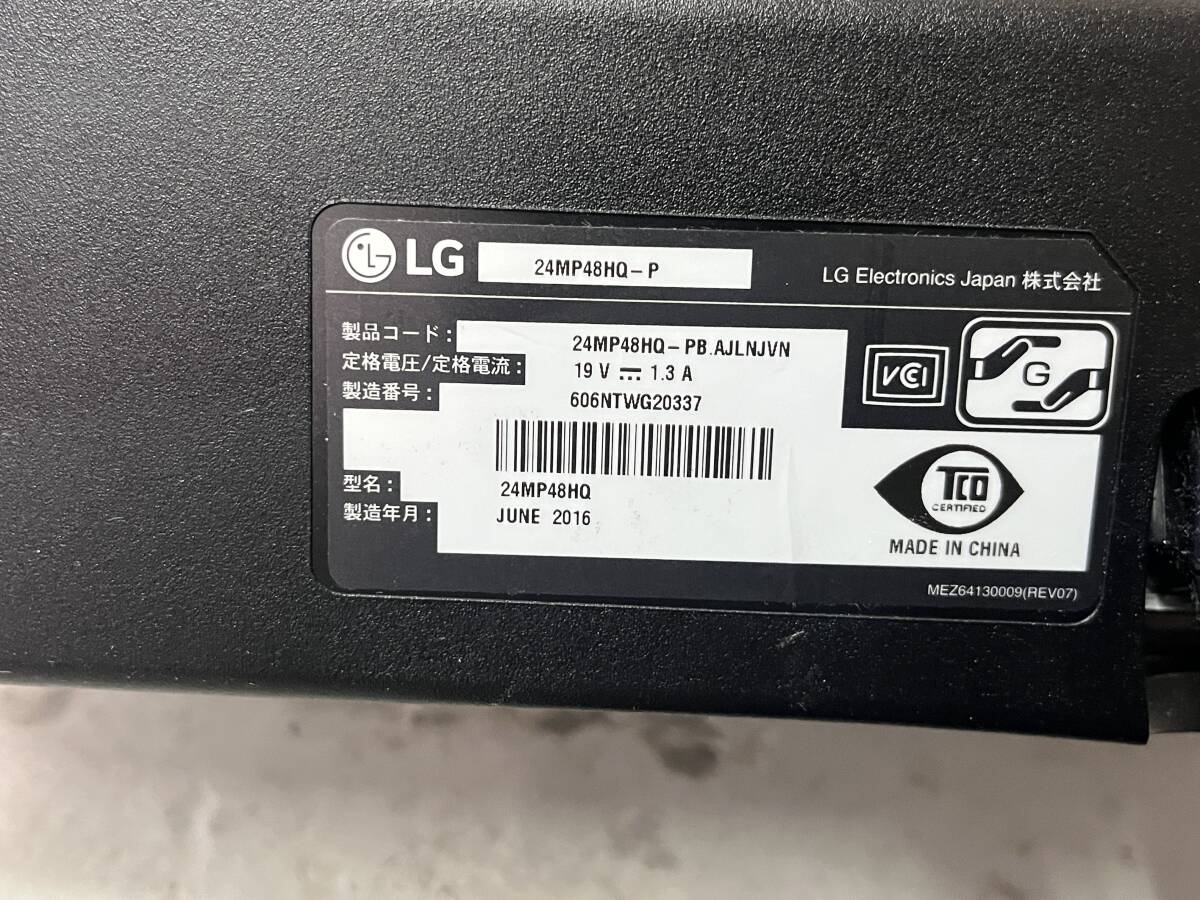 LG 24MP48HQ-P LG Electronics Japan 株式会社
製品コード: 24MP48HQ-PB.AJLNJVN
定格電圧/定格電流: 19 V ⎓ 1.3 A
製造番号: 606NTWG20337
VCCI
G
型名: 24MP48HQ
製造年月: JUNE 2016
TCO
CERTIFIED
MADE IN CHINA
MEZ64130009(REV07)